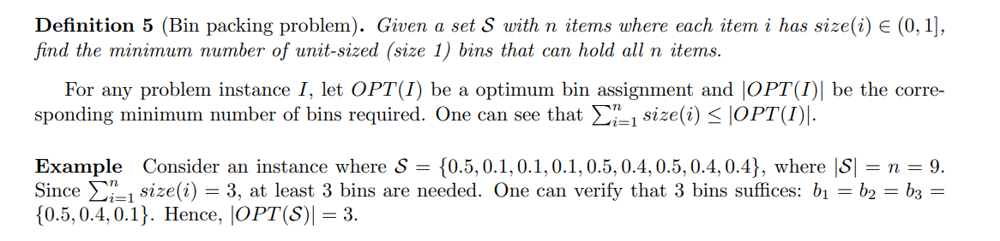 Definition 5 (Bin packing problem). Given a set S with n items where each item i has size(i) ∈ (0, 1],
find the minimum number of unit-sized (size 1) bins that can hold all n items.
For any problem instance I, let OPT(I) be a optimum bin assignment and |OPT(I)| be the corre-
sponding minimum number of bins required. One can see that ∑ⁿᵢ₌₁ size(i) ≤ |OPT(I)|.
Example Consider an instance where S = {0.5, 0.1, 0.1, 0.1, 0.5, 0.4, 0.5, 0.4, 0.4}, where |S| = n = 9.
Since ∑ⁿᵢ₌₁ size(i) = 3, at least 3 bins are needed. One can verify that 3 bins suffices: b₁ = b₂ = b₃ =
{0.5, 0.4, 0.1}. Hence, |OPT(S)| = 3.